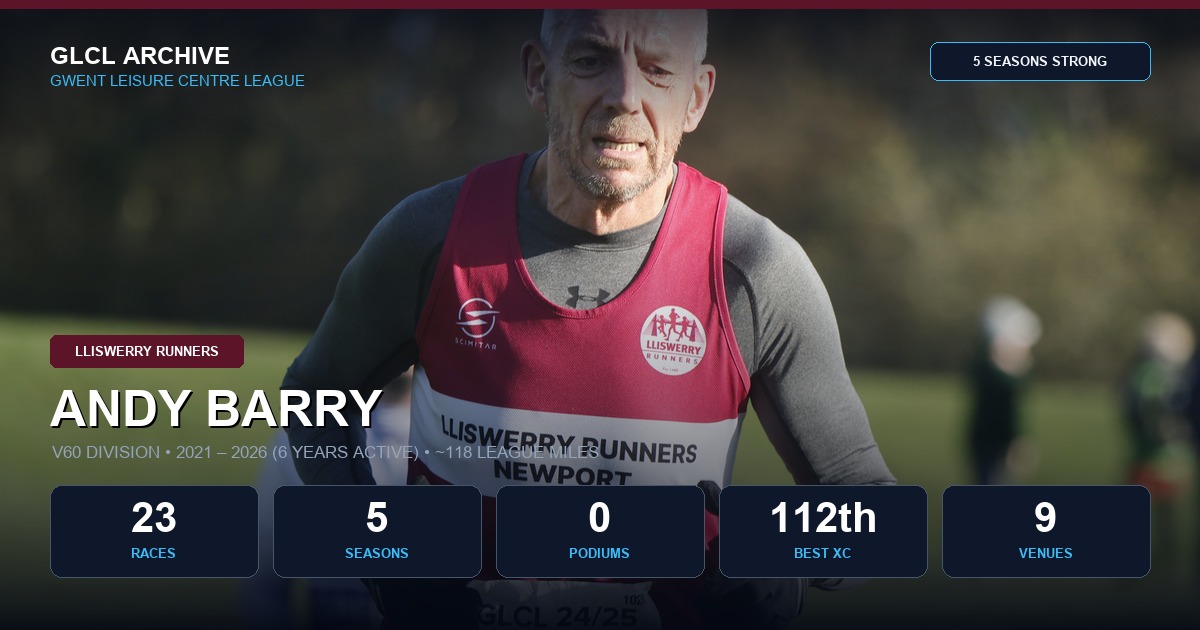 GLCL ARCHIVE
GWENT LEISURE CENTRE LEAGUE
5 SEASONS STRONG
SCIMITAR
LLISWERRY
RUNNERS
LLISWERRY RUNNERS
ANDY BARRY
LLISWERRY RUNNERS
NEWPORT
V60 DIVISION • 2021 – 2026 (6 YEARS ACTIVE) • ~118 LEAGUE MILES
23
RACES
5
SEASONS
0
PODIUMS
112th
BEST XC
9
VENUES
GLCL 24/25